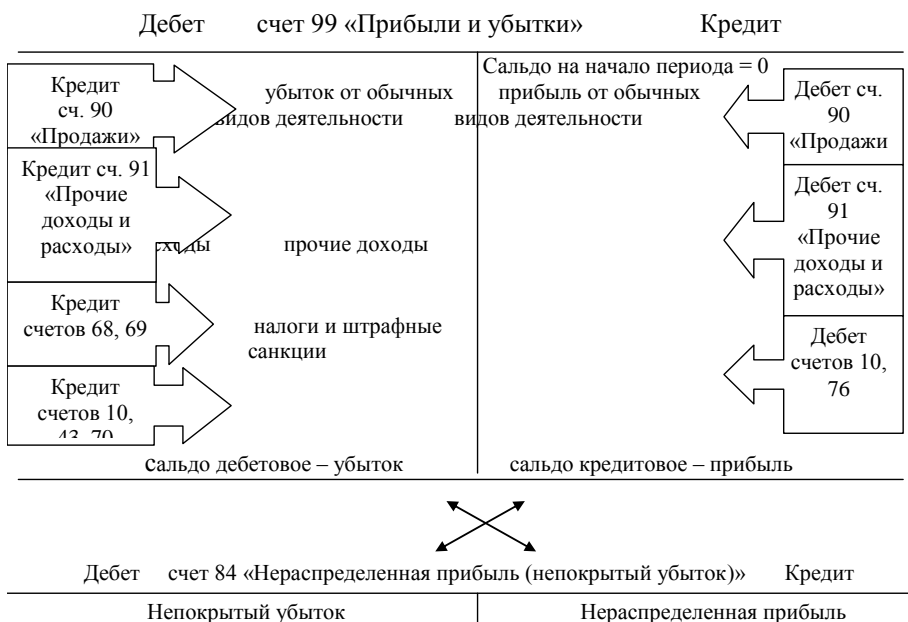 Дебет счет 99 «Прибыли и убытки» Кредит
Сальдо на начало периода = 0
Кредит
сч. 90
«Продажи»
убыток от обычных
видов деятельности
прибыль от обычных
видов деятельности
Дебет сч.
90
«Продажи
Кредит сч. 91
«Прочие
доходы и
расходы»
прочие доходы
Дебет сч.
91
«Прочие
доходы и
расходы»
Кредит
счетов 68, 69
налоги и штрафные
санкции
Дебет
счетов 10,
76
Кредит
счетов 10,
43, 70
сальдо дебетовое – убыток
сальдо кредитовое – прибыль
Дебет счет 84 «Нераспределенная прибыль (непокрытый убыток)» Кредит
Непокрытый убыток
Нераспределенная прибыль